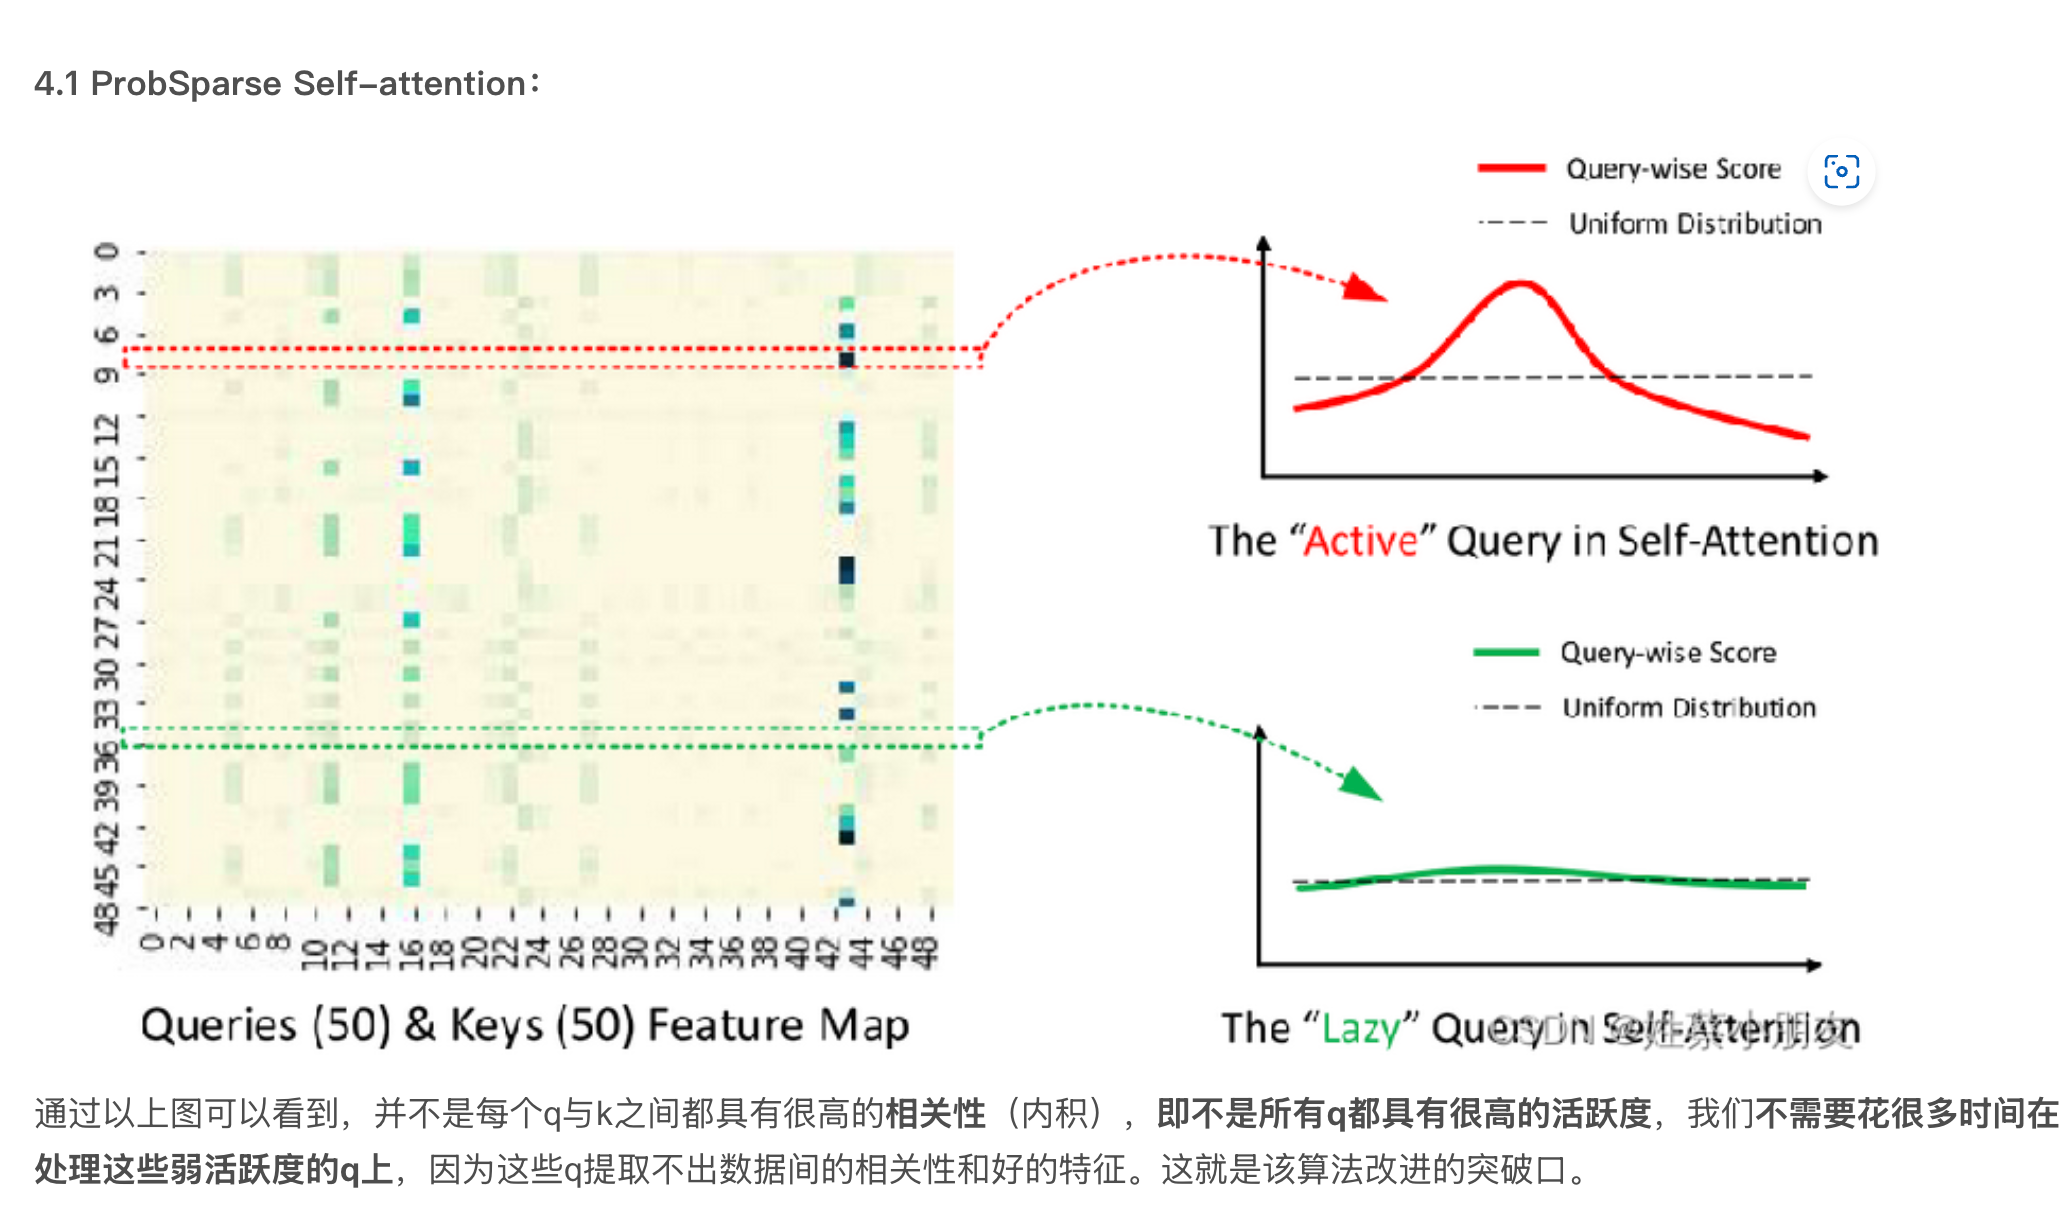 4.1 ProbSparse Self-attention：
Query-wise Score
Uniform Distribution
0
3
6
9
12
15
18
21
24
27
30
33
36
39
42
45
48
0 2 4 6 8 10 12 14 16 18 20 22 24 26 28 30 32 34 36 38 40 42 44 46 48
Queries (50) & Keys (50) Feature Map
The “Active” Query in Self-Attention
Query-wise Score
Uniform Distribution
The “Lazy” Query in Self-Attention
通过以上图可以看到，并不是每个q与k之间都具有很高的相关性（内积），即不是所有q都具有很高的活跃度，我们不需要花很多时间在
处理这些弱活跃度的q上，因为这些q提取不出数据间的相关性和好的特征。这就是该算法改进的突破口。